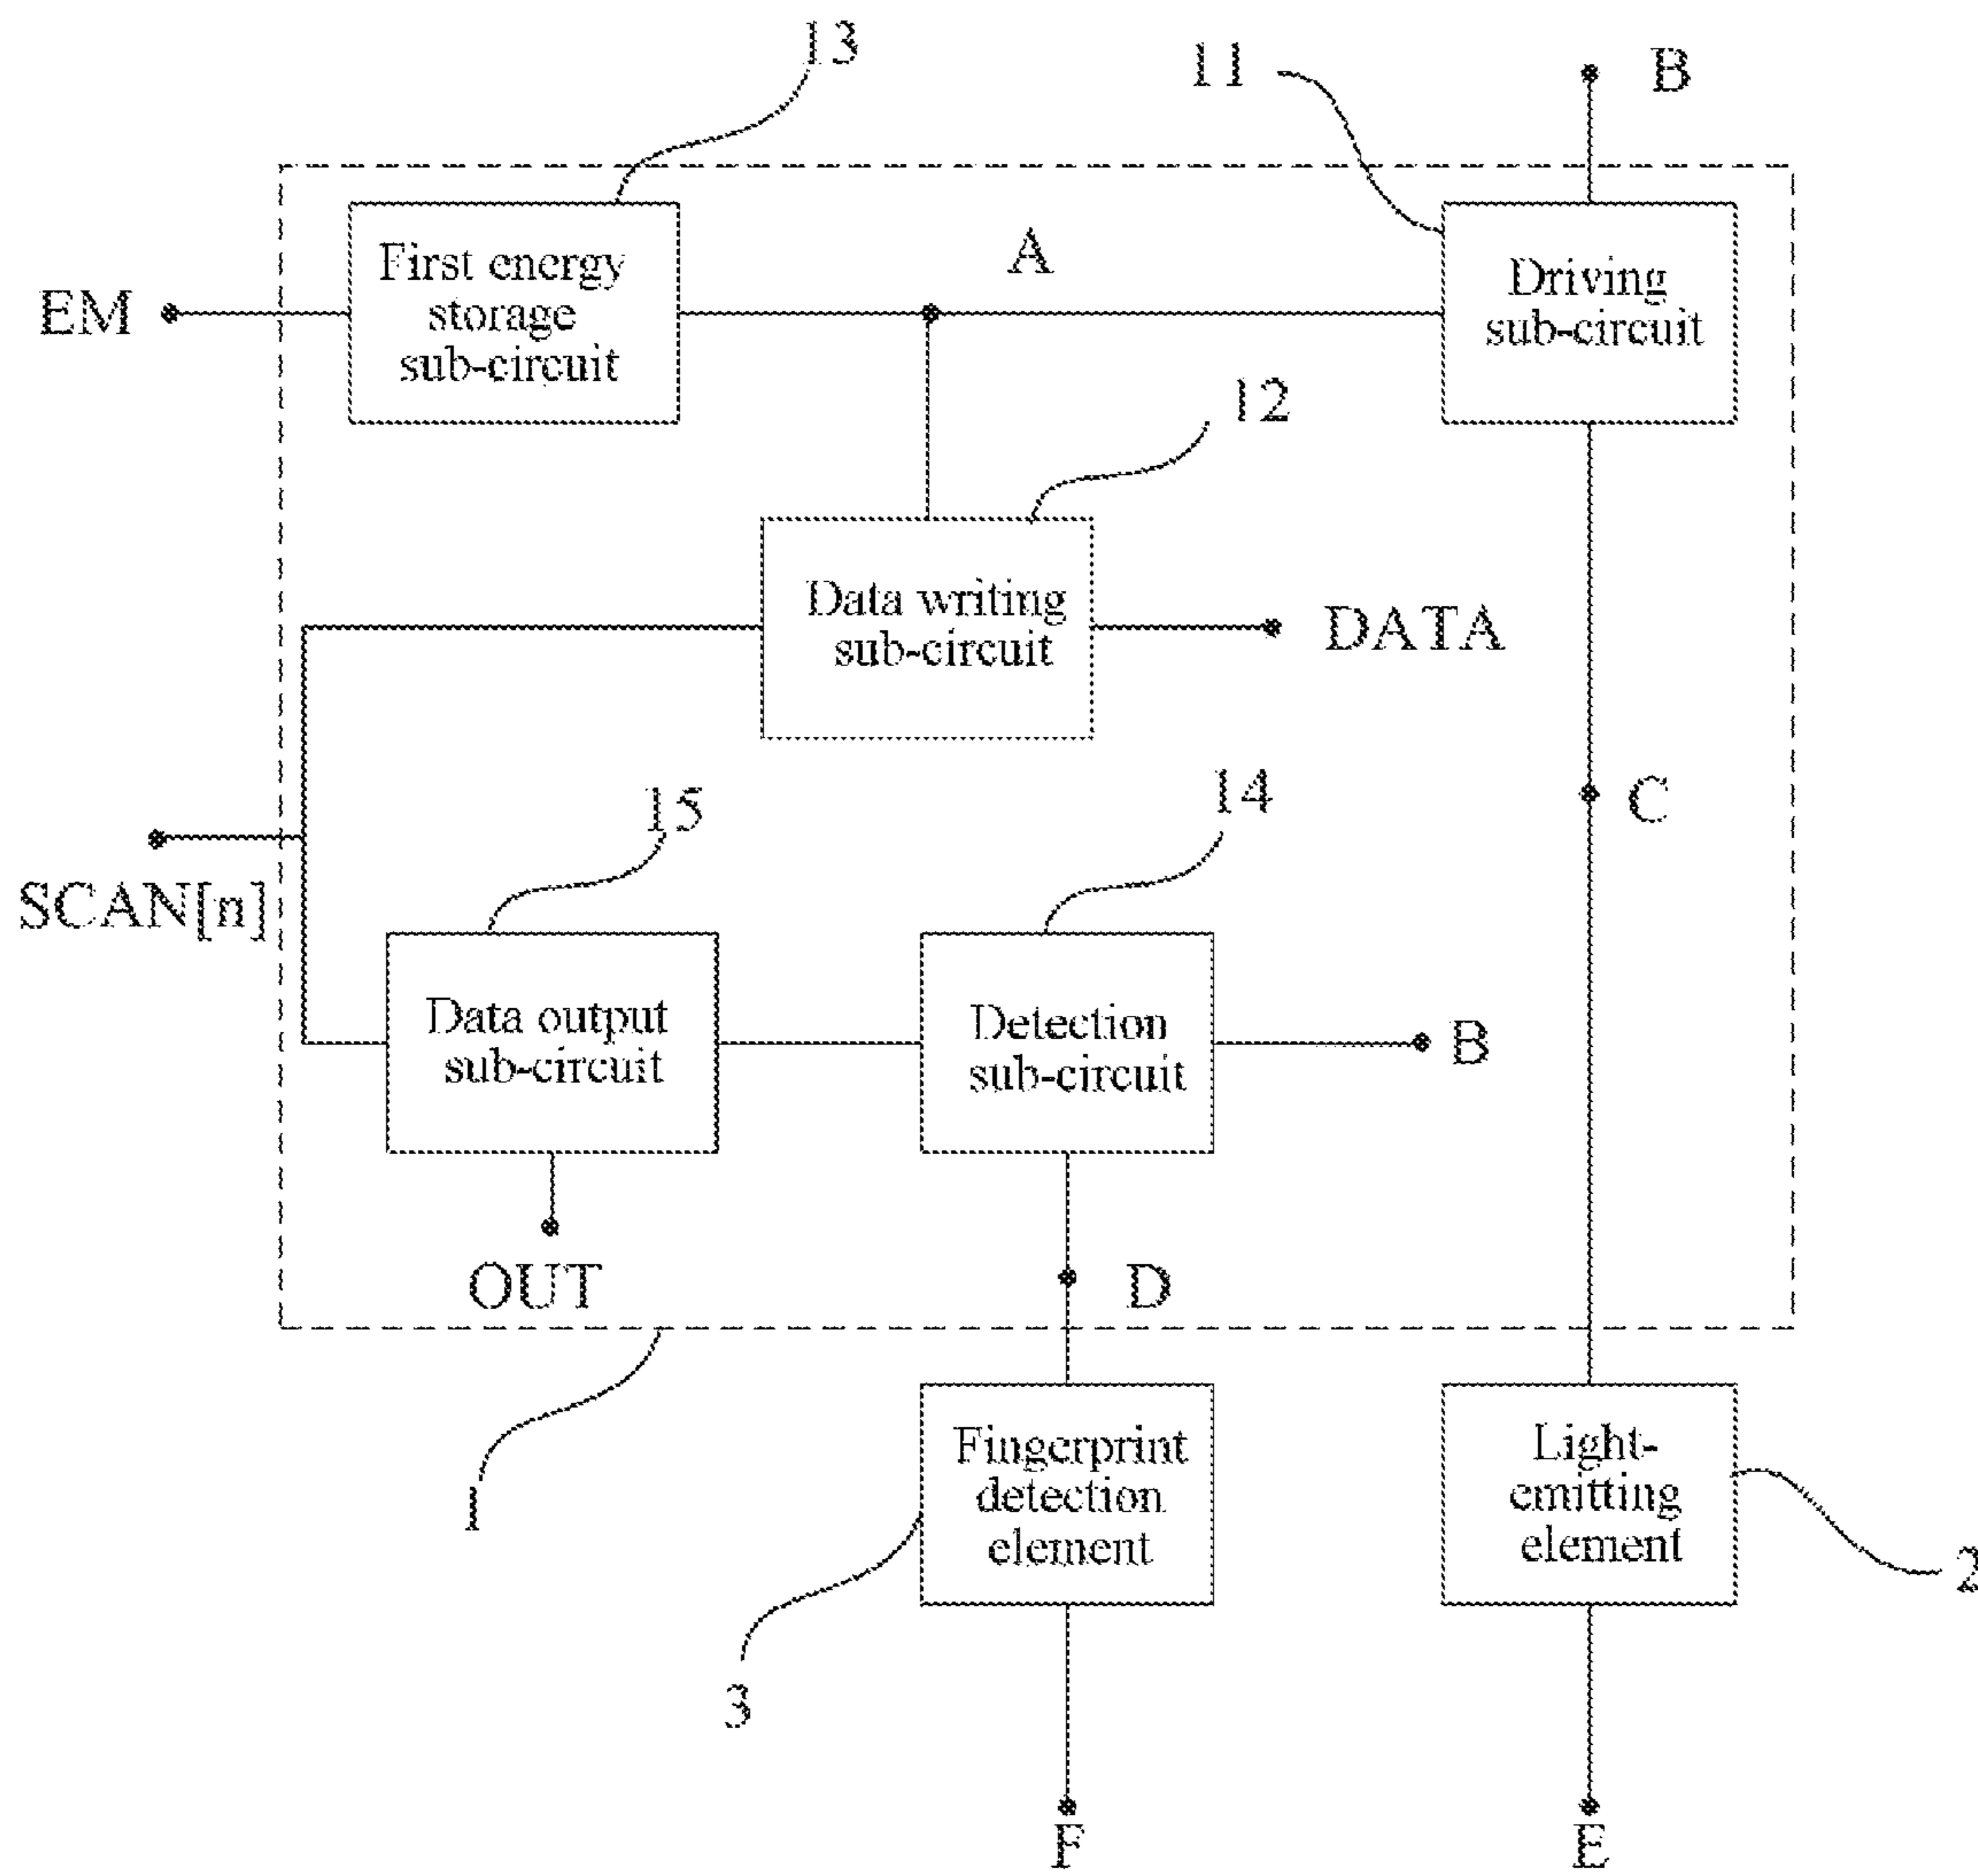 13
11
B
First energy
storage
sub-circuit
EM
A
Driving
sub-circuit
12
Data writing
sub-circuit
DATA
C
15
14
SCAN[n]
Data output
sub-circuit
Detection
sub-circuit
B
OUT
D
1
Fingerprint
detection
element
Light-
emitting
element
2
3
F
E